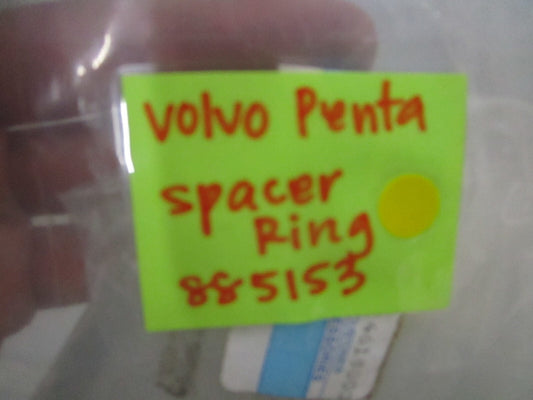 Volvo Penta
spacer
Ring
885153